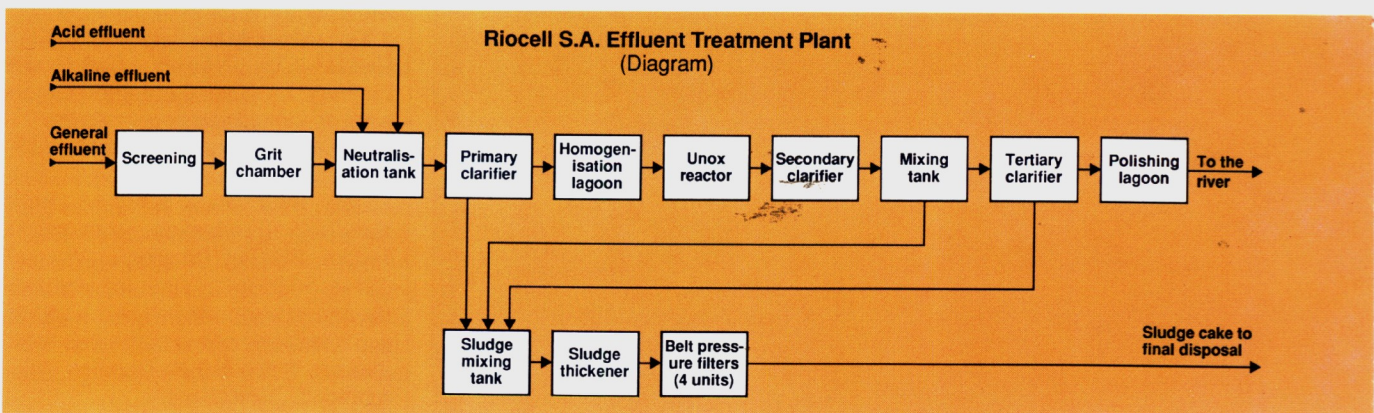 Riocell S.A. Effluent Treatment Plant
(Diagram)
Acid effluent
Alkaline effluent
General
effluent
Screening
Grit
chamber
Neutralis-
ation tank
Primary
clarifier
Homogen-
isation
lagoon
Unox
reactor
Secondary
clarifier
Mixing
tank
Tertiary
clarifier
Polishing
lagoon
To the
river
Sludge
mixing
tank
Sludge
thickener
Belt press-
ure filters
(4 units)
Sludge cake to
final disposal